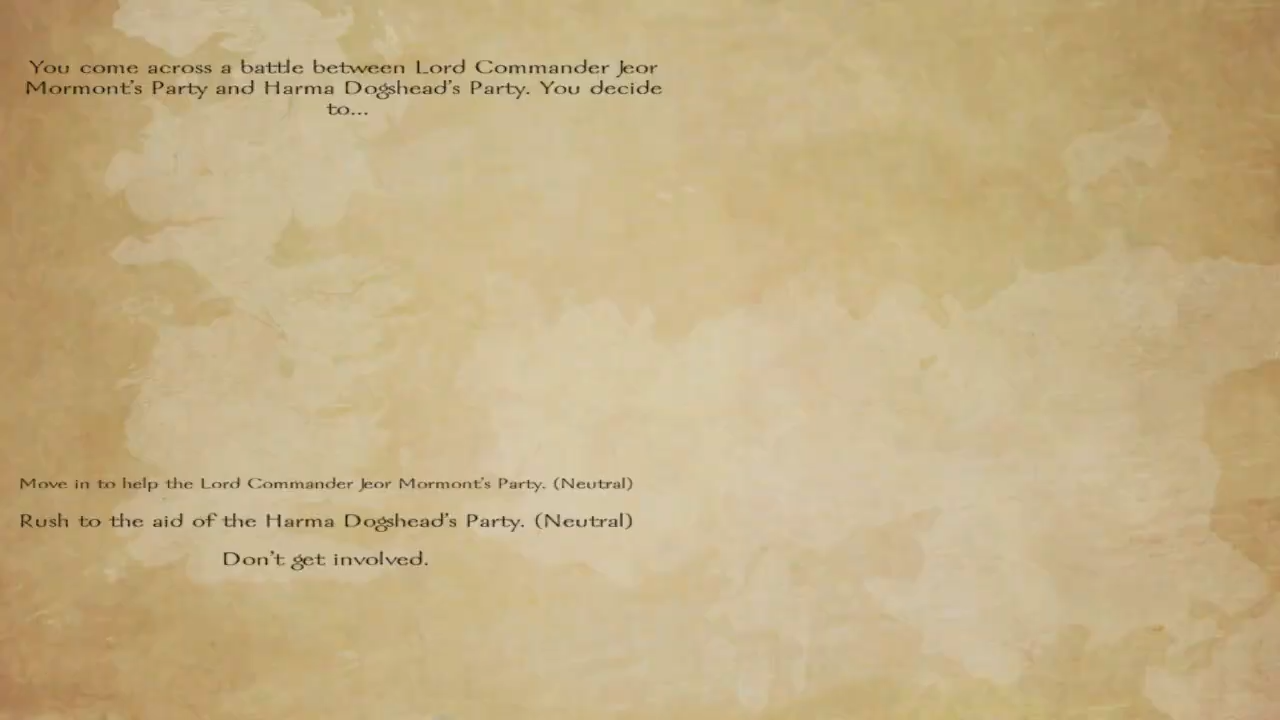 You come across a battle between Lord Commander Jeor
Mormont's Party and Harma Dogshead's Party. You decide
to...
Move in to help the Lord Commander Jeor Mormont's Party. (Neutral)
Rush to the aid of the Harma Dogshead's Party. (Neutral)
Don't get involved.